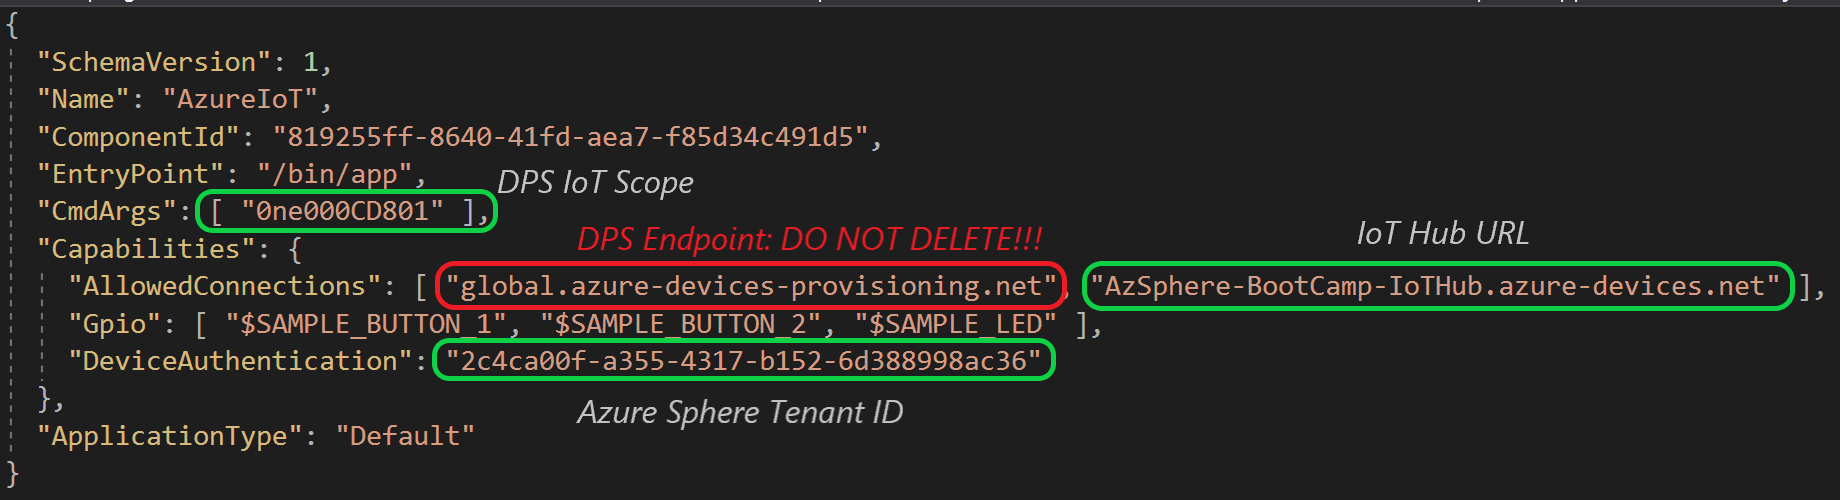 {
"SchemaVersion": 1,
"Name": "AzureIoT",
"ComponentId": "819255ff-8640-41fd-aea7-f85d34c491d5",
"EntryPoint": "/bin/app",
DPS IoT Scope
"CmdArgs": [ "0ne000CD801" ],
DPS Endpoint: DO NOT DELETE!!!
IoT Hub URL
"Capabilities": {
"AllowedConnections": [ "global.azure-devices-provisioning.net", "AzSphere-BootCamp-IoTHub.azure-devices.net" ],
"Gpio": [ "$SAMPLE_BUTTON_1", "$SAMPLE_BUTTON_2", "$SAMPLE_LED" ],
"DeviceAuthentication": "2c4ca00f-a355-4317-b152-6d388998ac36"
},
Azure Sphere Tenant ID
"ApplicationType": "Default"
}